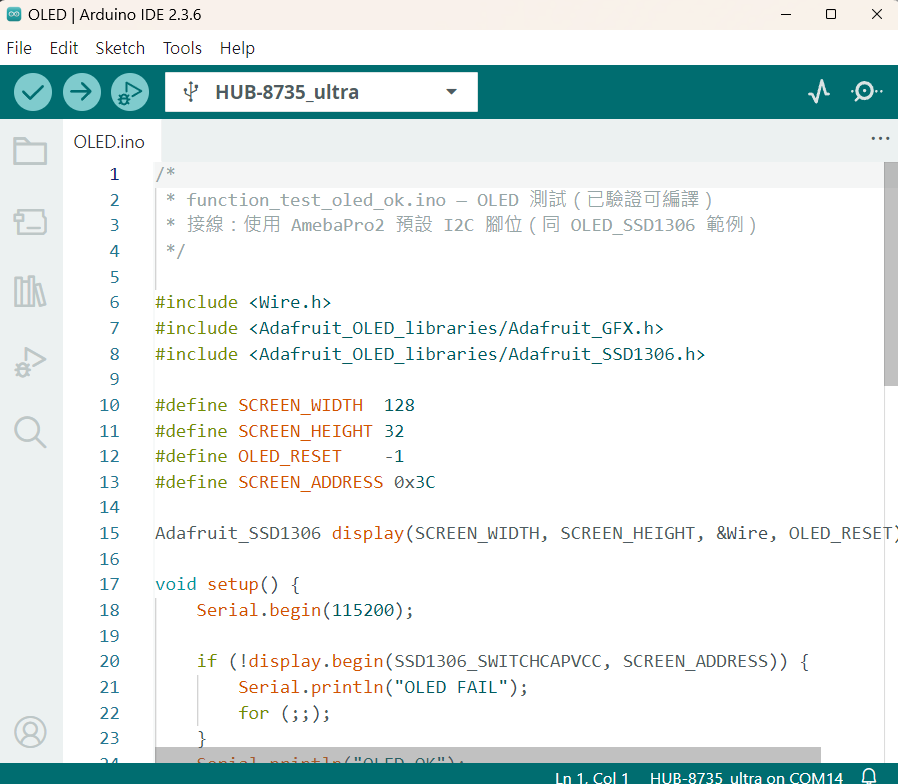 OLED | Arduino IDE 2.3.6
File Edit Sketch Tools Help
HUB-8735_ultra
OLED.ino
1 /*
2  * function_test_oled_ok.ino — OLED 測試（已驗證可編譯）
3  * 接線：使用 AmebaPro2 預設 I2C 腳位（同 OLED_SSD1306 範例）
4  */
5
6 #include <Wire.h>
7 #include <Adafruit_OLED_libraries/Adafruit_GFX.h>
8 #include <Adafruit_OLED_libraries/Adafruit_SSD1306.h>
9
10 #define SCREEN_WIDTH  128
11 #define SCREEN_HEIGHT 32
12 #define OLED_RESET    -1
13 #define SCREEN_ADDRESS 0x3C
14
15 Adafruit_SSD1306 display(SCREEN_WIDTH, SCREEN_HEIGHT, &Wire, OLED_RESET)
16
17 void setup() {
18     Serial.begin(115200);
19
20     if (!display.begin(SSD1306_SWITCHCAPVCC, SCREEN_ADDRESS)) {
21         Serial.println("OLED FAIL");
22         for (;;);
23     }
24     Serial.println("OLED OK");
Ln 1, Col 1 HUB-8735_ultra on COM14